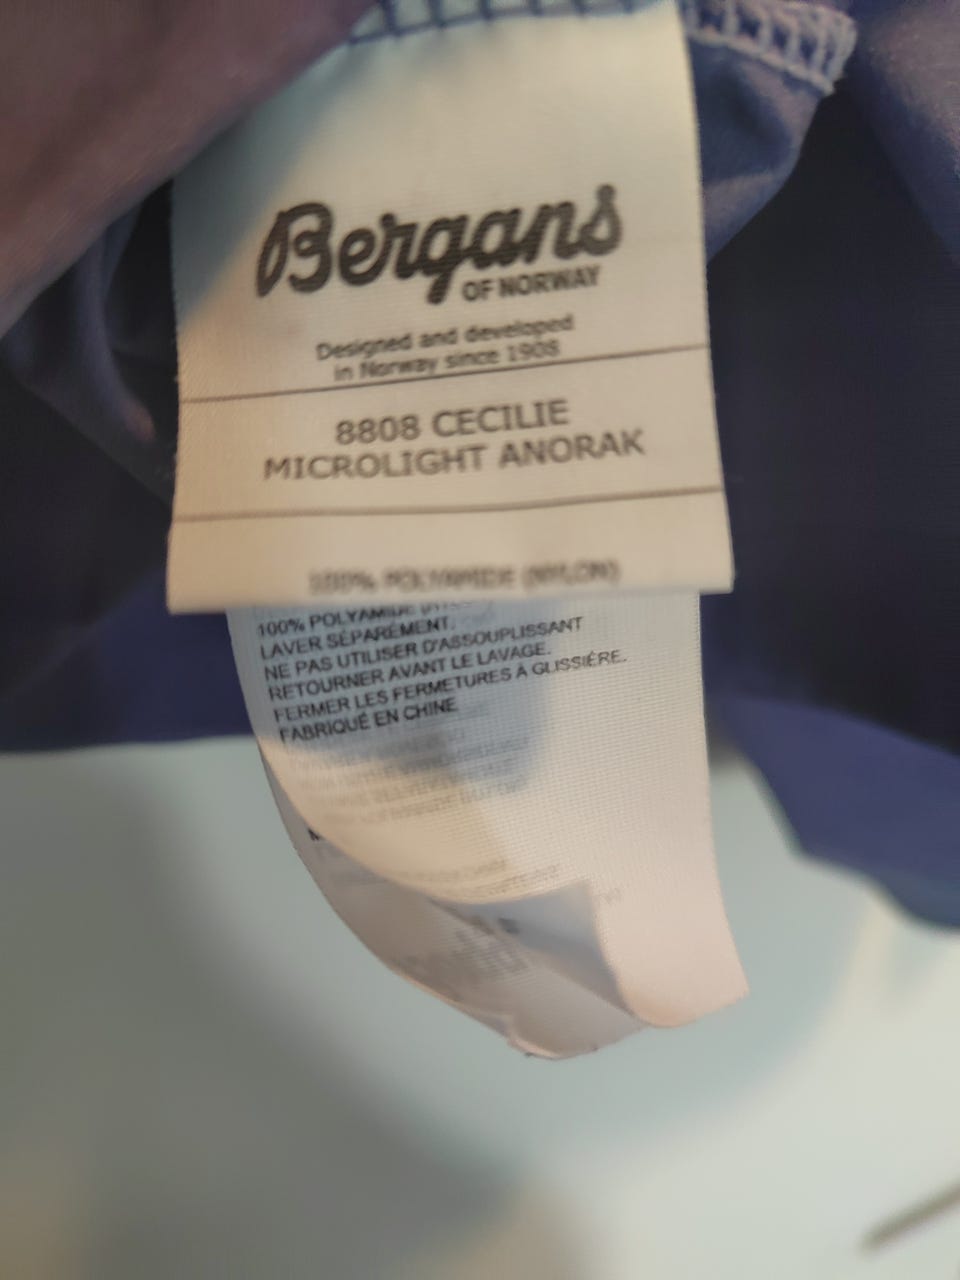 Bergans
OF NORWAY
Designed and developed
in Norway since 1908
8808 CECILIE
MICROLIGHT ANORAK
100% POLYAMIDE (NYLON)
100% POLYAMIDE
LAVER SÉPARÉMENT.
NE PAS UTILISER D'ASSOUPLISSANT
RETOURNER AVANT LE LAVAGE.
FERMER LES FERMETURES À GLISSIÈRE.
FABRIQUÉ EN CHINE